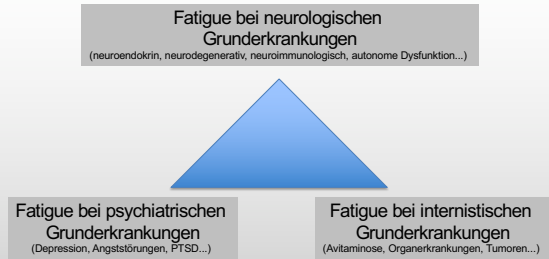 Fatigue bei neurologischen
Grunderkrankungen
(neuroendokrin, neurodegenerativ, neuroimmunologisch, autonome Dysfunktion...)
Fatigue bei psychiatrischen
Grunderkrankungen
(Depression, Angststörungen, PTSD...)
Fatigue bei internistischen
Grunderkrankungen
(Avitaminose, Organerkrankungen, Tumoren...)